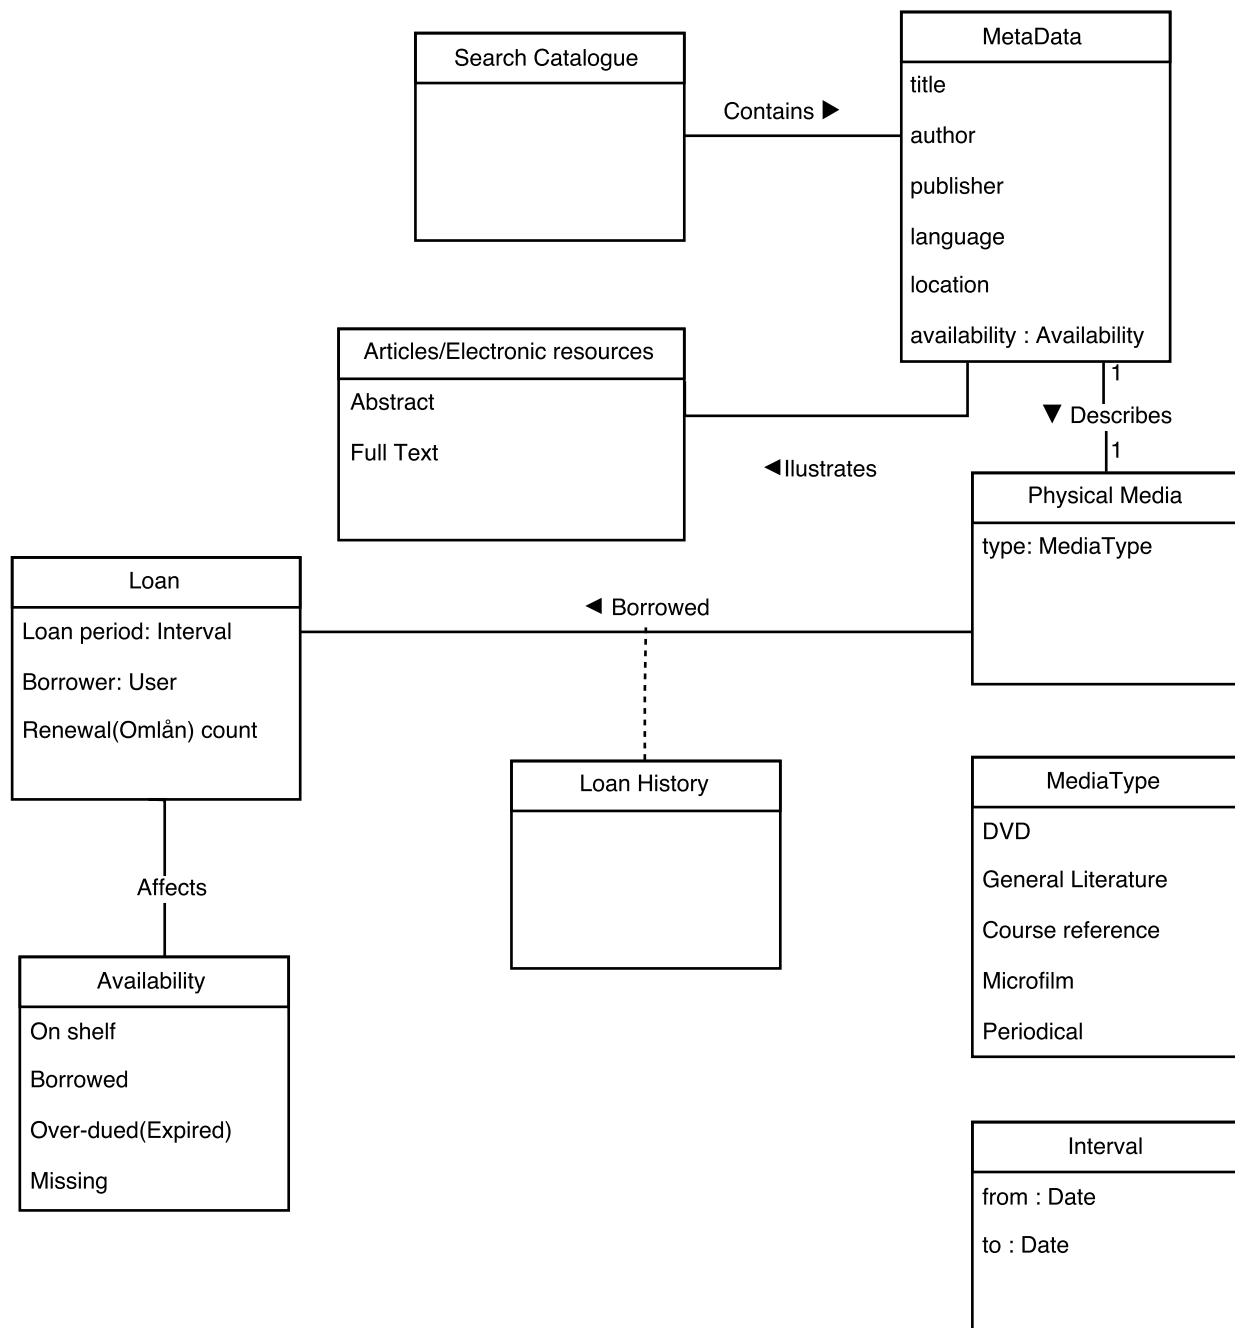 Search Catalogue
Contains ▶
MetaData
title
author
publisher
language
location
availability : Availability
1
▼ Describes
1
Articles/Electronic resources
Abstract
Full Text
◀Ilustrates
Physical Media
type: MediaType
Loan
Loan period: Interval
Borrower: User
Renewal(Omlån) count
◀ Borrowed
Loan History
MediaType
DVD
General Literature
Course reference
Microfilm
Periodical
Affects
Availability
On shelf
Borrowed
Over-dued(Expired)
Missing
Interval
from : Date
to : Date